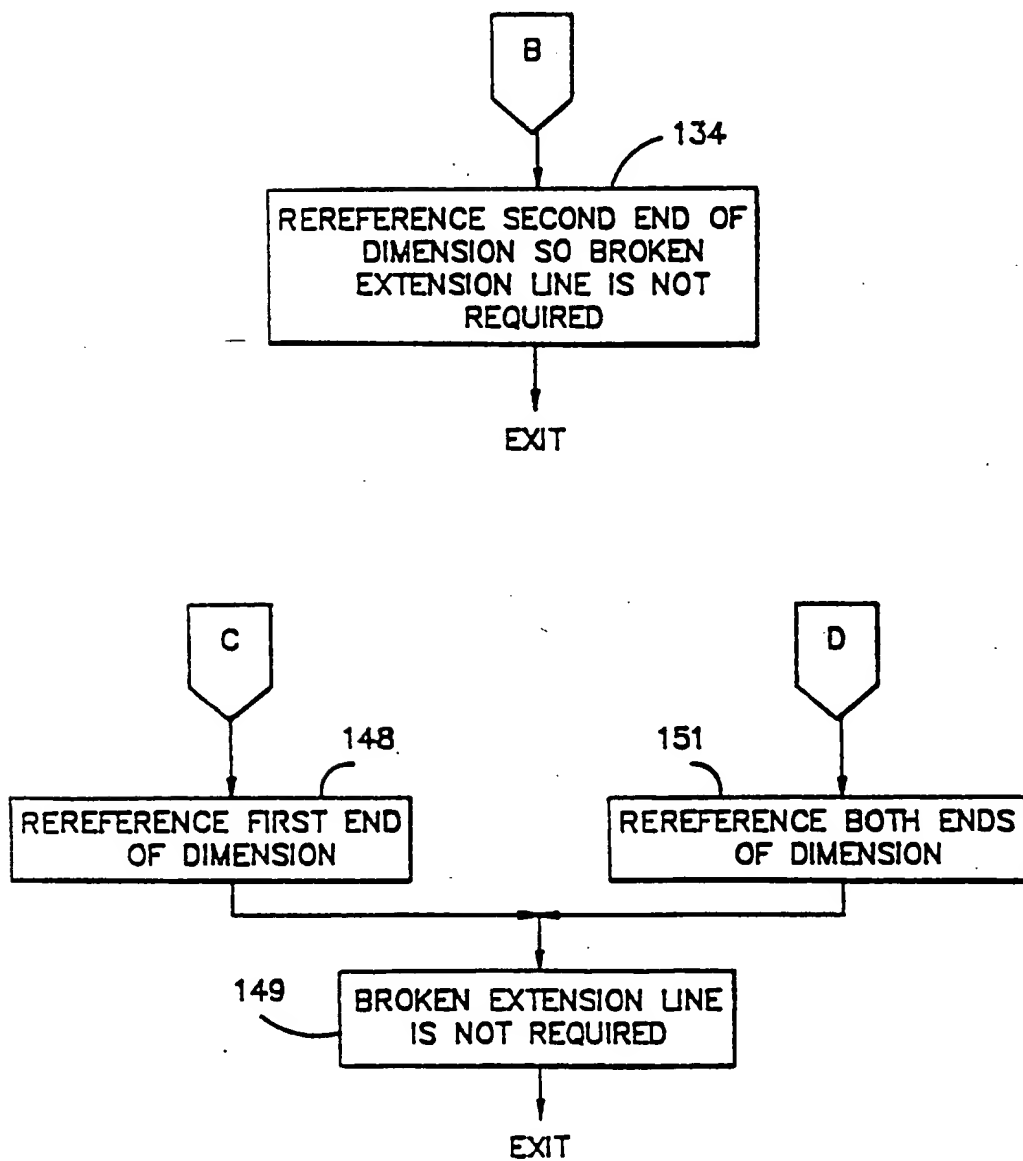 B
134
REREFERENCE SECOND END OF
DIMENSION SO BROKEN
EXTENSION LINE IS NOT
REQUIRED
EXIT
C
D
148
151
REREFERENCE FIRST END
OF DIMENSION
REREFERENCE BOTH ENDS
OF DIMENSION
149
BROKEN EXTENSION LINE
IS NOT REQUIRED
EXIT